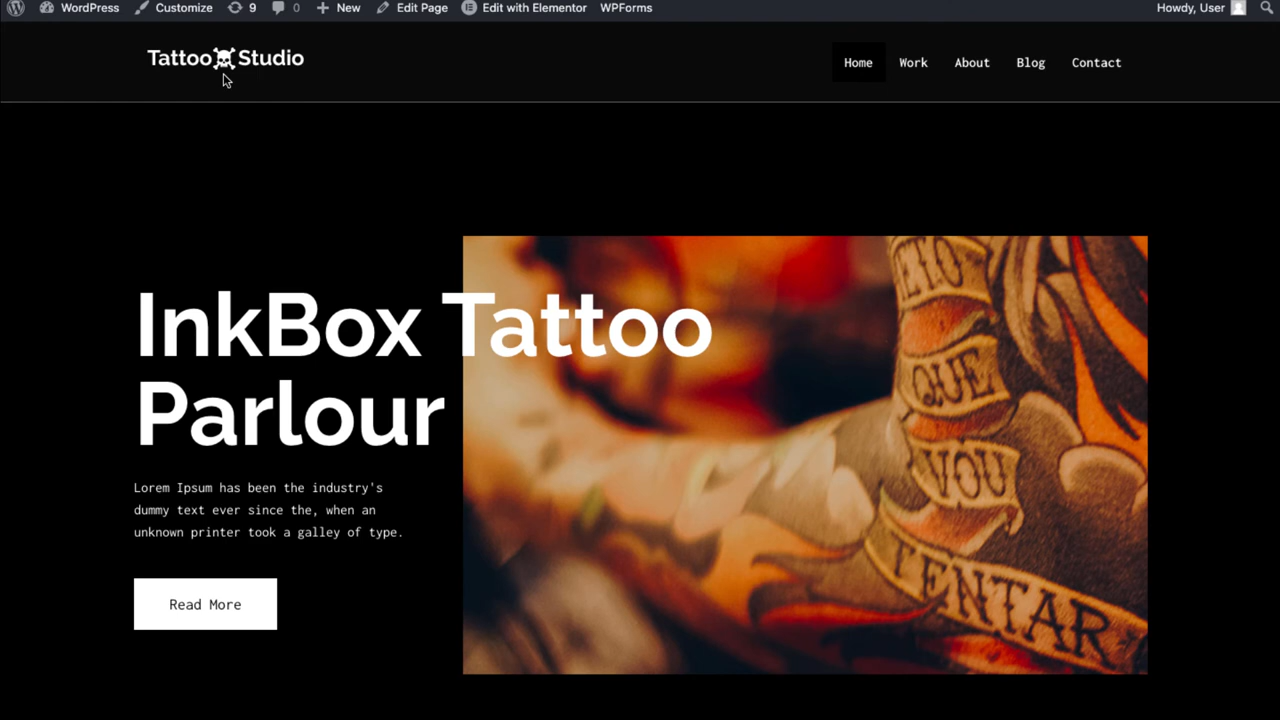 WordPress Customize 9 0 New Edit Page Edit with Elementor WPForms Howdy, User
Tattoo Studio Home Work About Blog Contact
InkBox Tattoo
Parlour
Lorem Ipsum has been the industry's
dummy text ever since the, when an
unknown printer took a galley of type.
Read More
ETO
QUE
VOU
TENTAR